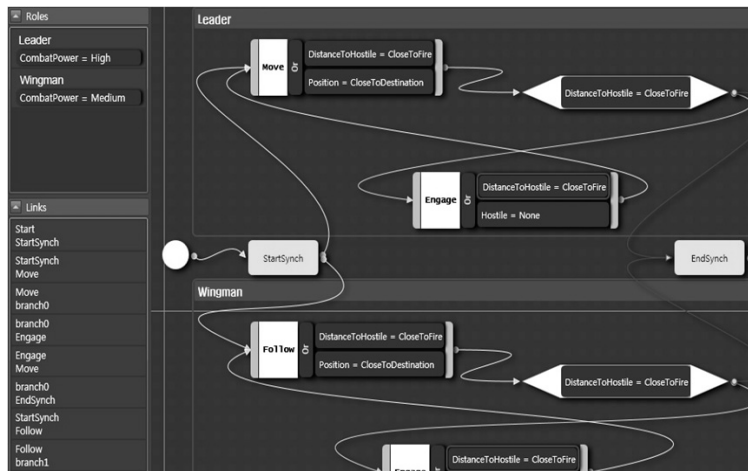 Roles
Leader
CombatPower = High
Wingman
CombatPower = Medium
Links
Start
StartSynch
StartSynch
Move
Move
branch0
branch0
Engage
Engage
Move
branch0
EndSynch
StartSynch
Follow
Follow
branch1
Leader
Move
Or
DistanceToHostile = CloseToFire
Position = CloseToDestination
DistanceToHostile = CloseToFire
Engage
Or
DistanceToHostile = CloseToFire
Hostile = None
StartSynch
EndSynch
Wingman
Follow
Or
DistanceToHostile = CloseToFire
Position = CloseToDestination
DistanceToHostile = CloseToFire
DistanceToHostile = CloseToFire